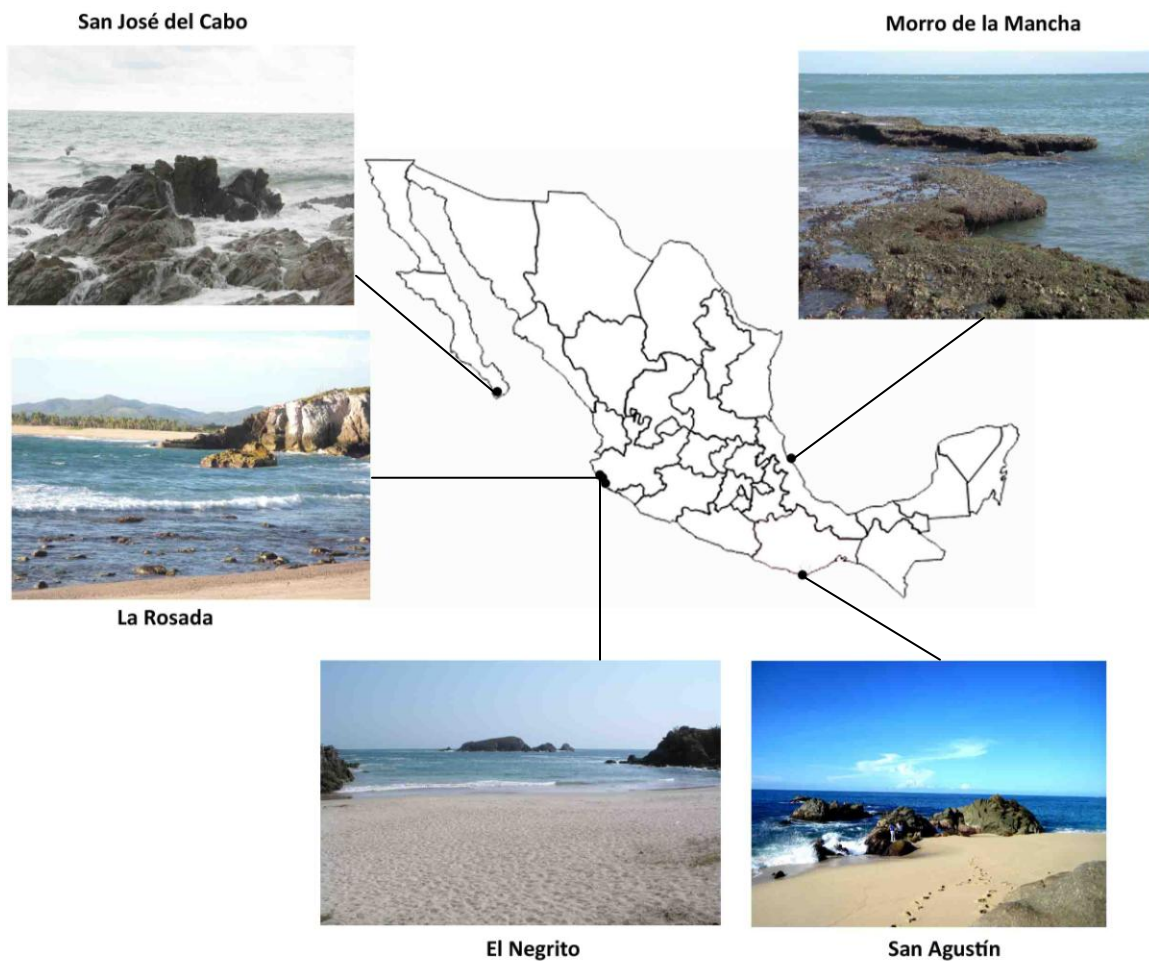 San José del Cabo
Morro de la Mancha
La Rosada
El Negrito
San Agustín